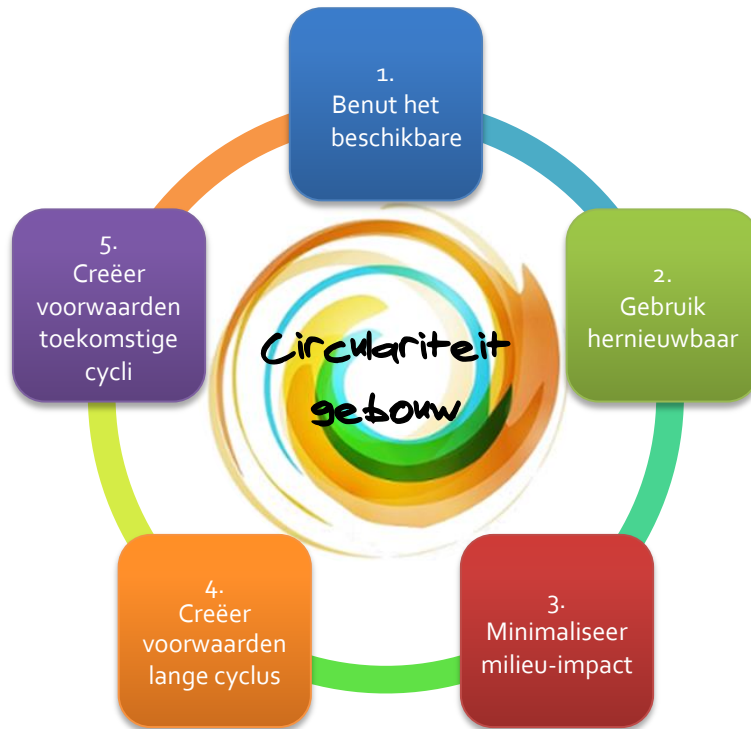 1.
Benut het
beschikbare
2.
Gebruik
hernieuwbaar
3.
Minimaliseer
milieu-impact
4.
Creëer
voorwaarden
lange cyclus
5.
Creëer
voorwaarden
toekomstige
cycli
Circulariteit
gebouw